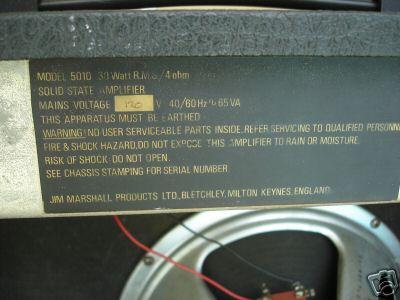 MODEL 5010 30 Watt R.M.S/4 ohm
SOLID STATE AMPLIFIER
MAINS VOLTAGE 120 V 40/60Hz 65VA
THIS APPARATUS MUST BE EARTHED
WARNING! NO USER SERVICEABLE PARTS INSIDE. REFER SERVICING TO QUALIFIED PERSONNE
FIRE & SHOCK HAZARD, DO NOT EXPOSE THIS AMPLIFIER TO RAIN OR MOISTURE.
RISK OF SHOCK - DO NOT OPEN.
SEE CHASSIS STAMPING FOR SERIAL NUMBER
JIM MARSHALL PRODUCTS LTD., BLETCHLEY, MILTON KEYNES, ENGLAND.
ebY